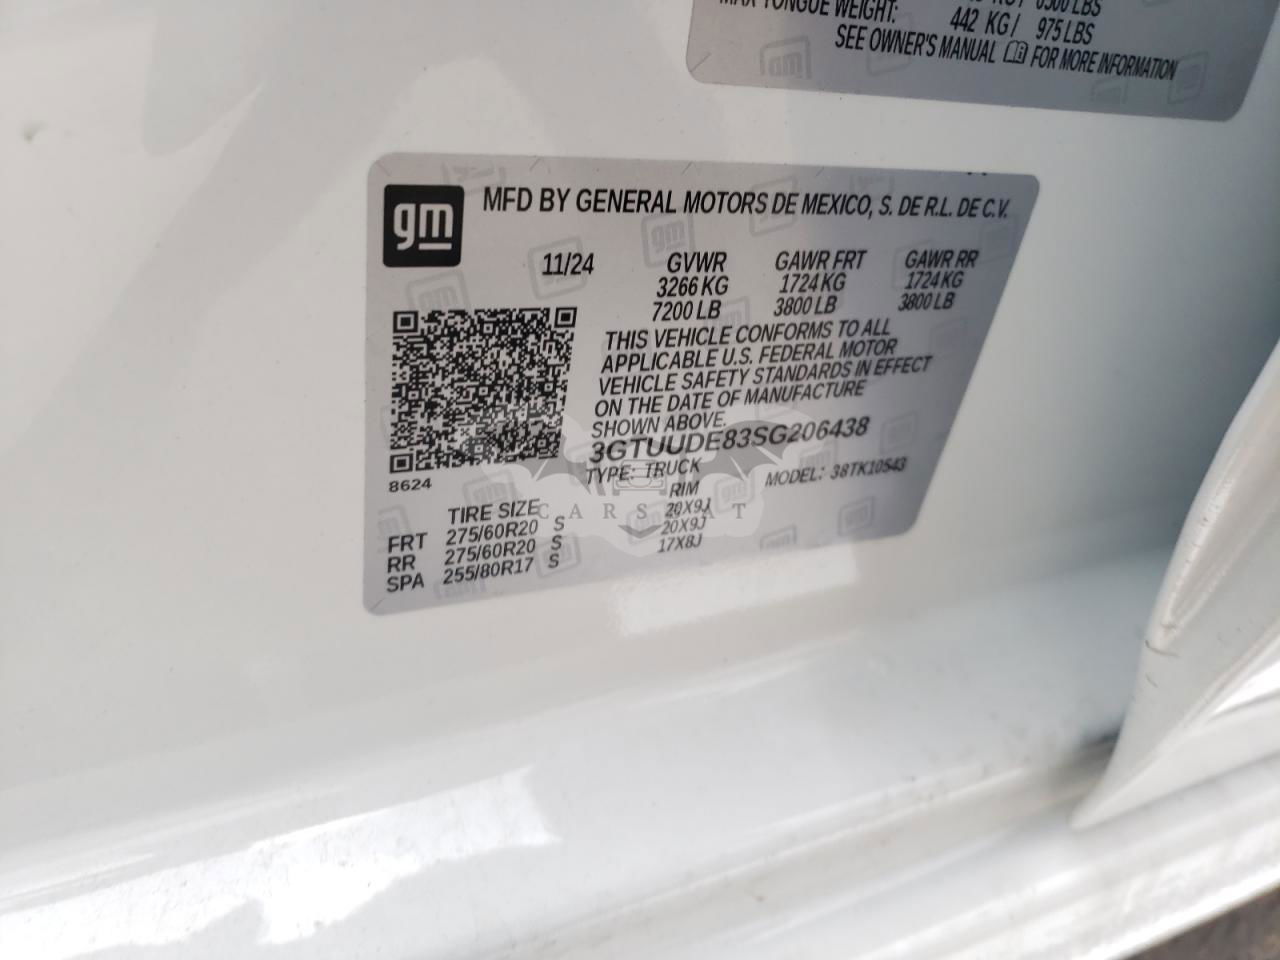 MAX TONGUE WEIGHT: 442 KG / 975 LBS
SEE OWNER'S MANUAL FOR MORE INFORMATION
gm
MFD BY GENERAL MOTORS DE MEXICO, S. DE R.L. DE C.V.
11/24 GVWR GAWR FRT GAWR RR
3266 KG 1724 KG 1724 KG
7200 LB 3800 LB 3800 LB
THIS VEHICLE CONFORMS TO ALL
APPLICABLE U.S. FEDERAL MOTOR
VEHICLE SAFETY STANDARDS IN EFFECT
ON THE DATE OF MANUFACTURE
SHOWN ABOVE.
3GTUUDE83SG206438
TYPE: TRUCK MODEL: 38TK10543
8624
TIRE SIZE RIM
FRT 275/60R20 S 20X9J
RR 275/60R20 S 20X9J
SPA 255/80R17 S 17X8J